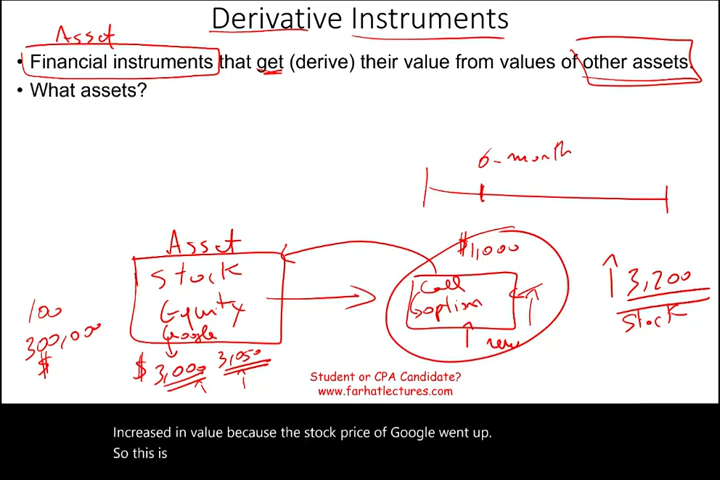 Derivative Instruments
Asset
• Financial instruments that get (derive) their value from values of other assets.
• What assets?
6-month
$1,000
Asset
Stock
Equity
Google
$ 3,000 3,050
100
300,000
$
Call
option
3,200
Stock
Student or CPA Candidate?
www.farhatlectures.com
Increased in value because the stock price of Google went up.
So this is